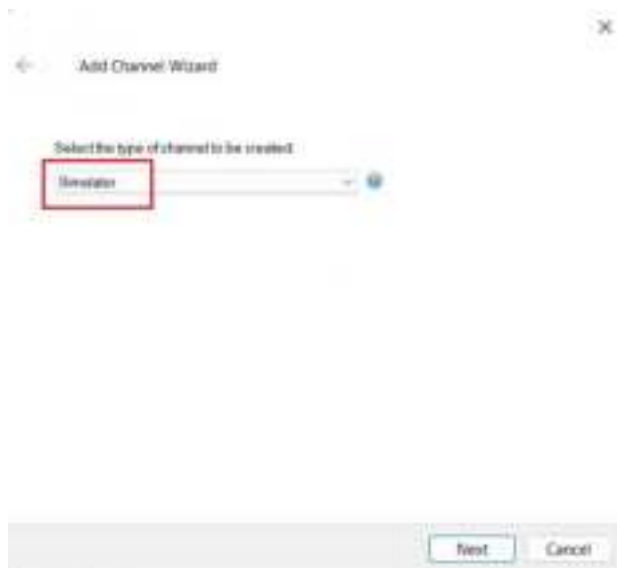 Add Channel Wizard
Select the type of channel to be created:
Simulator
Next
Cancel